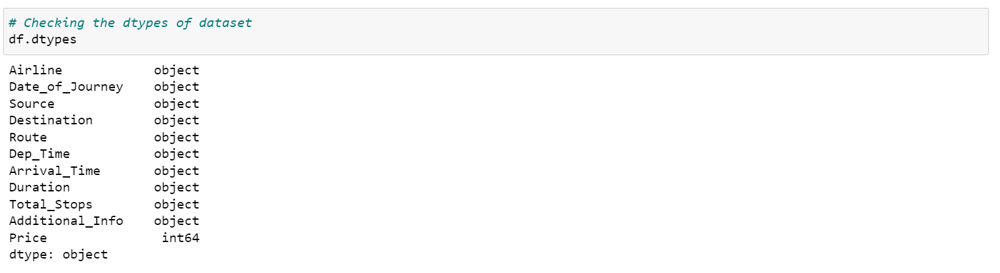 # Checking the dtypes of dataset
df.dtypes
Airline object
Date_of_Journey object
Source object
Destination object
Route object
Dep_Time object
Arrival_Time object
Duration object
Total_Stops object
Additional_Info object
Price int64
dtype: object